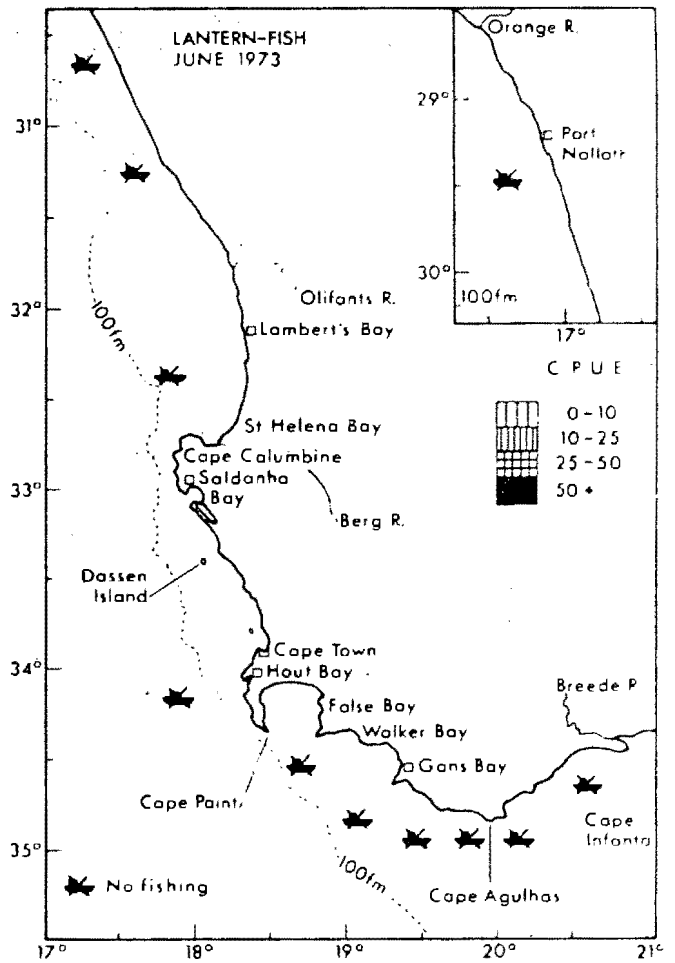 LANTERN-FISH
JUNE 1973
Orange R.
29°
Port
Nolloth
30°
100fm
17°
31°
32°
33°
34°
35°
100fm
Olifants R.
Lambert's Bay
C P U E
0-10
10-25
25-50
50+
St Helena Bay
Cape Calumbine
Saldanha
Bay
Berg R.
Dassen
Island
Cape Town
Hout Bay
False Bay
Walker Bay
Gans Bay
Breede R
Cape Point
Cape
Infanta
100fm
Cape Agulhas
No fishing
17°
18°
19°
20°
21°